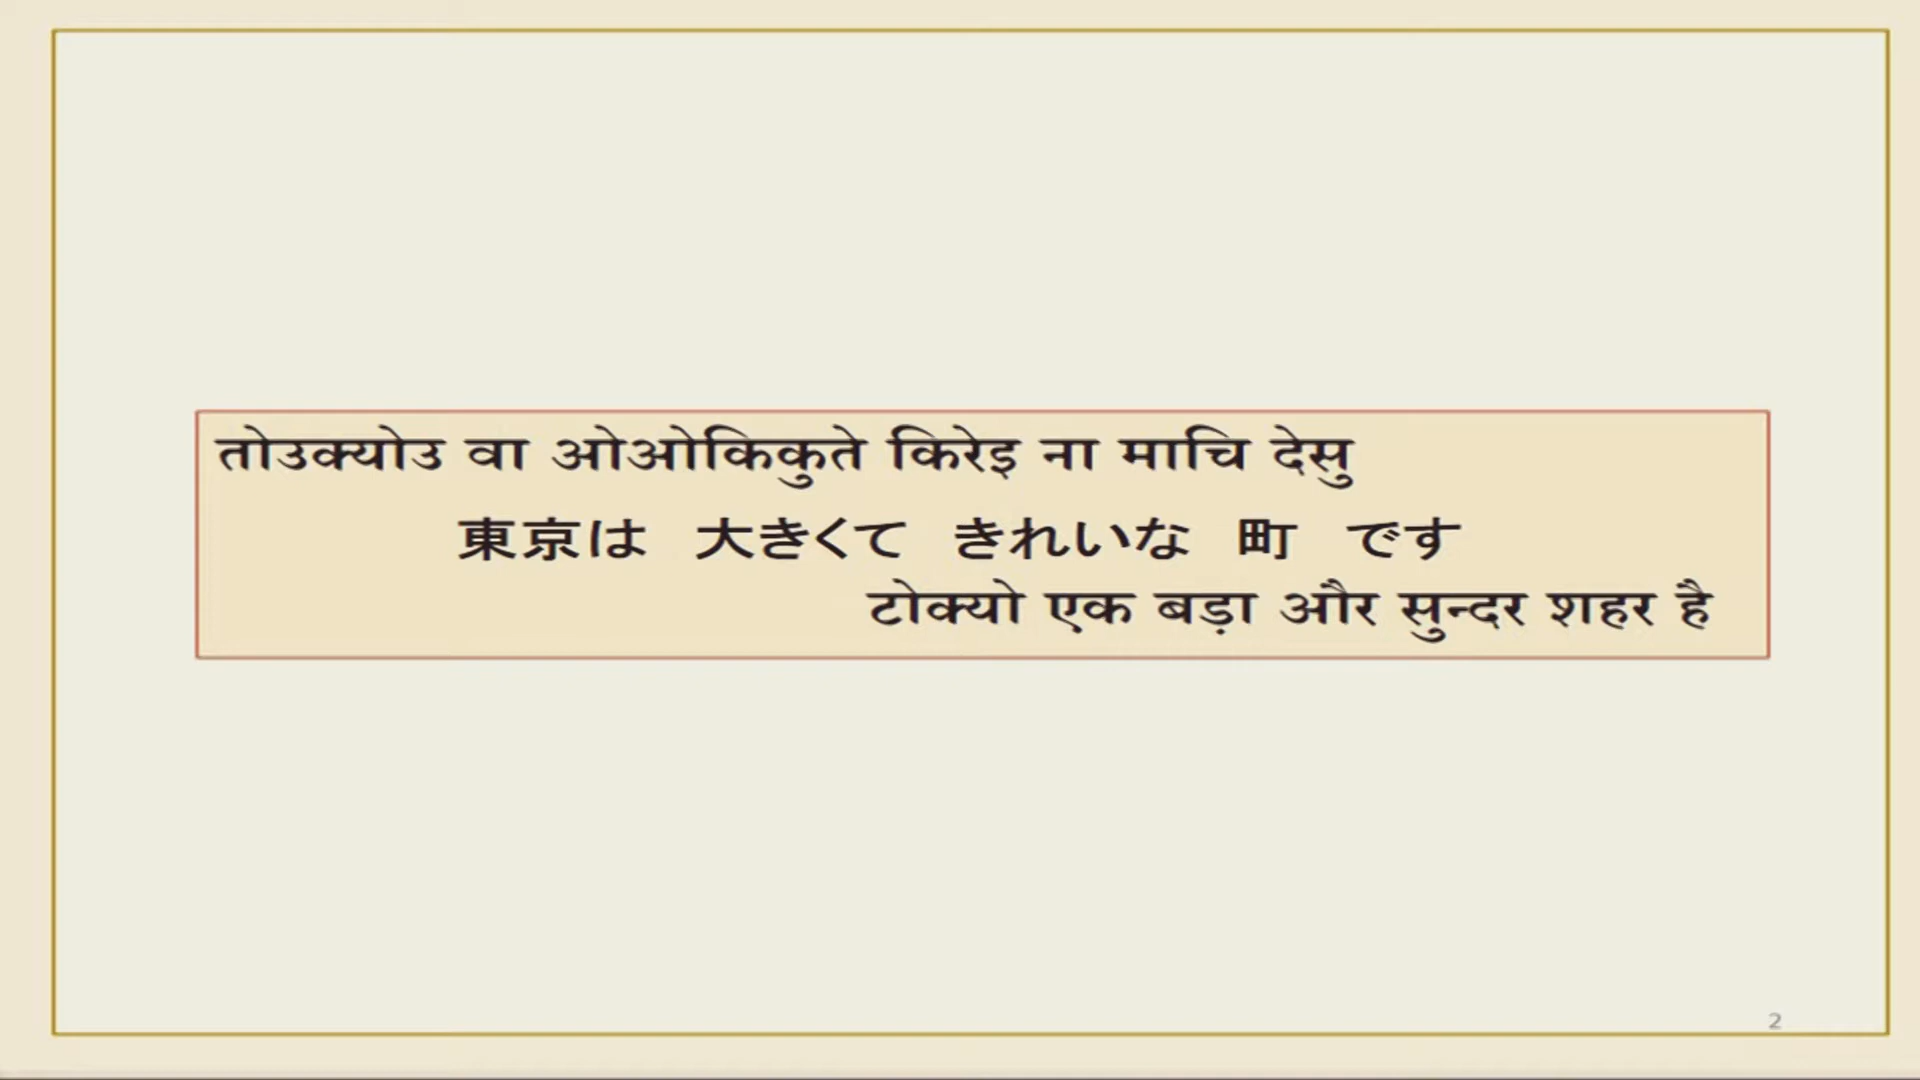 तोउक्योउ वा ओओकिकुते किरेइ ना माचि देसु
東京は　大きくて　きれいな　町　です
टोक्यो एक बड़ा और सुन्दर शहर है
2